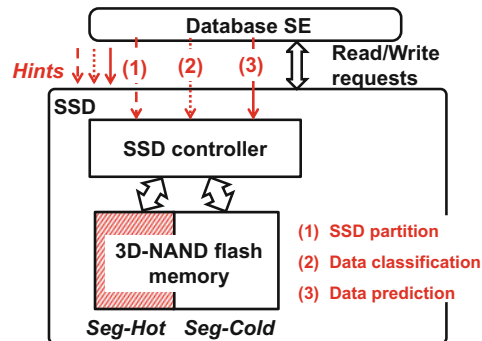 Database SE
Hints
(1)
(2)
(3)
Read/Write
requests
SSD
SSD controller
3D-NAND flash
memory
(1) SSD partition
(2) Data classification
(3) Data prediction
Seg-Hot Seg-Cold